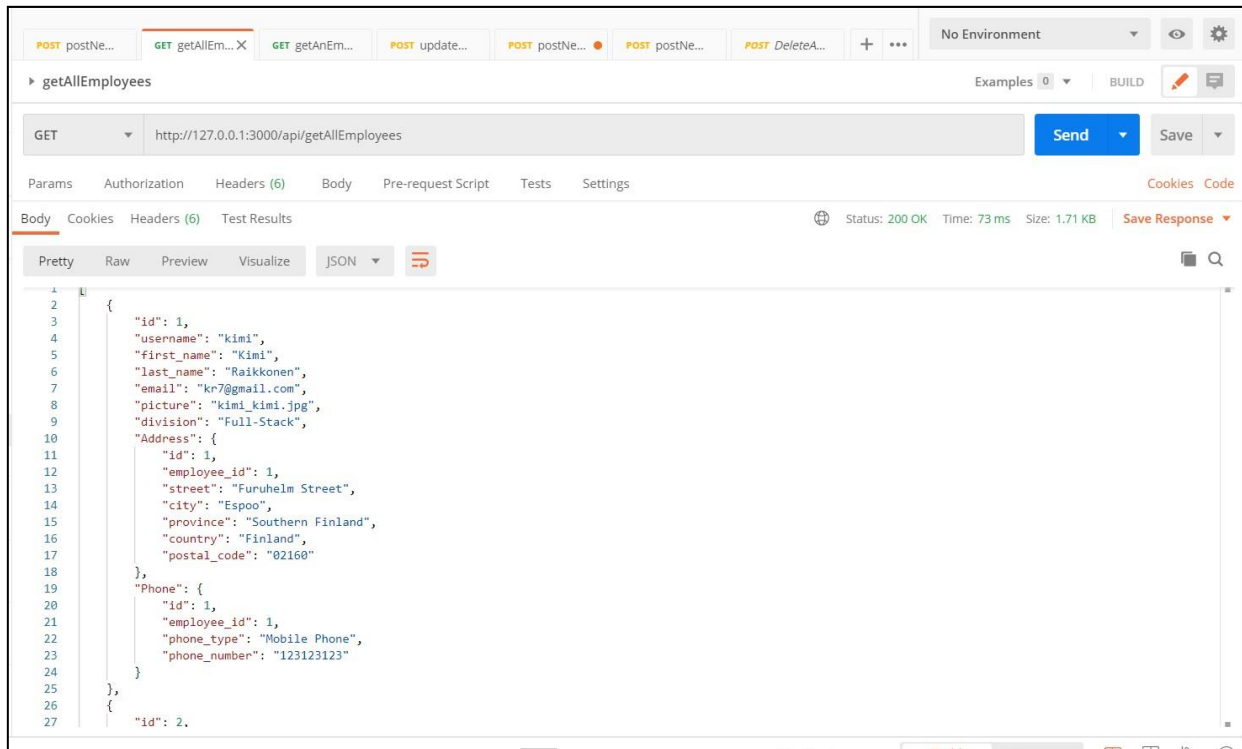 POST postNe... GET getAllEm... X GET getAnEm... POST update... POST postNe... POST postNe... POST DeleteA... + ••• No Environment
getAllEmployees Examples 0 BUILD
GET http://127.0.0.1:3000/api/getAllEmployees Send Save
Params Authorization Headers (6) Body Pre-request Script Tests Settings Cookies Code
Body Cookies Headers (6) Test Results Status: 200 OK Time: 73 ms Size: 1.71 KB Save Response
Pretty Raw Preview Visualize JSON
1 [
2 {
3 "id": 1,
4 "username": "kimi",
5 "first_name": "Kimi",
6 "last_name": "Raikkonen",
7 "email": "kr7@gmail.com",
8 "picture": "kimi_kimi.jpg",
9 "division": "Full-Stack",
10 "Address": {
11 "id": 1,
12 "employee_id": 1,
13 "street": "Furuhelm Street",
14 "city": "Espoo",
15 "province": "Southern Finland",
16 "country": "Finland",
17 "postal_code": "02160"
18 },
19 "Phone": {
20 "id": 1,
21 "employee_id": 1,
22 "phone_type": "Mobile Phone",
23 "phone_number": "123123123"
24 }
25 },
26 {
27 "id": 2,